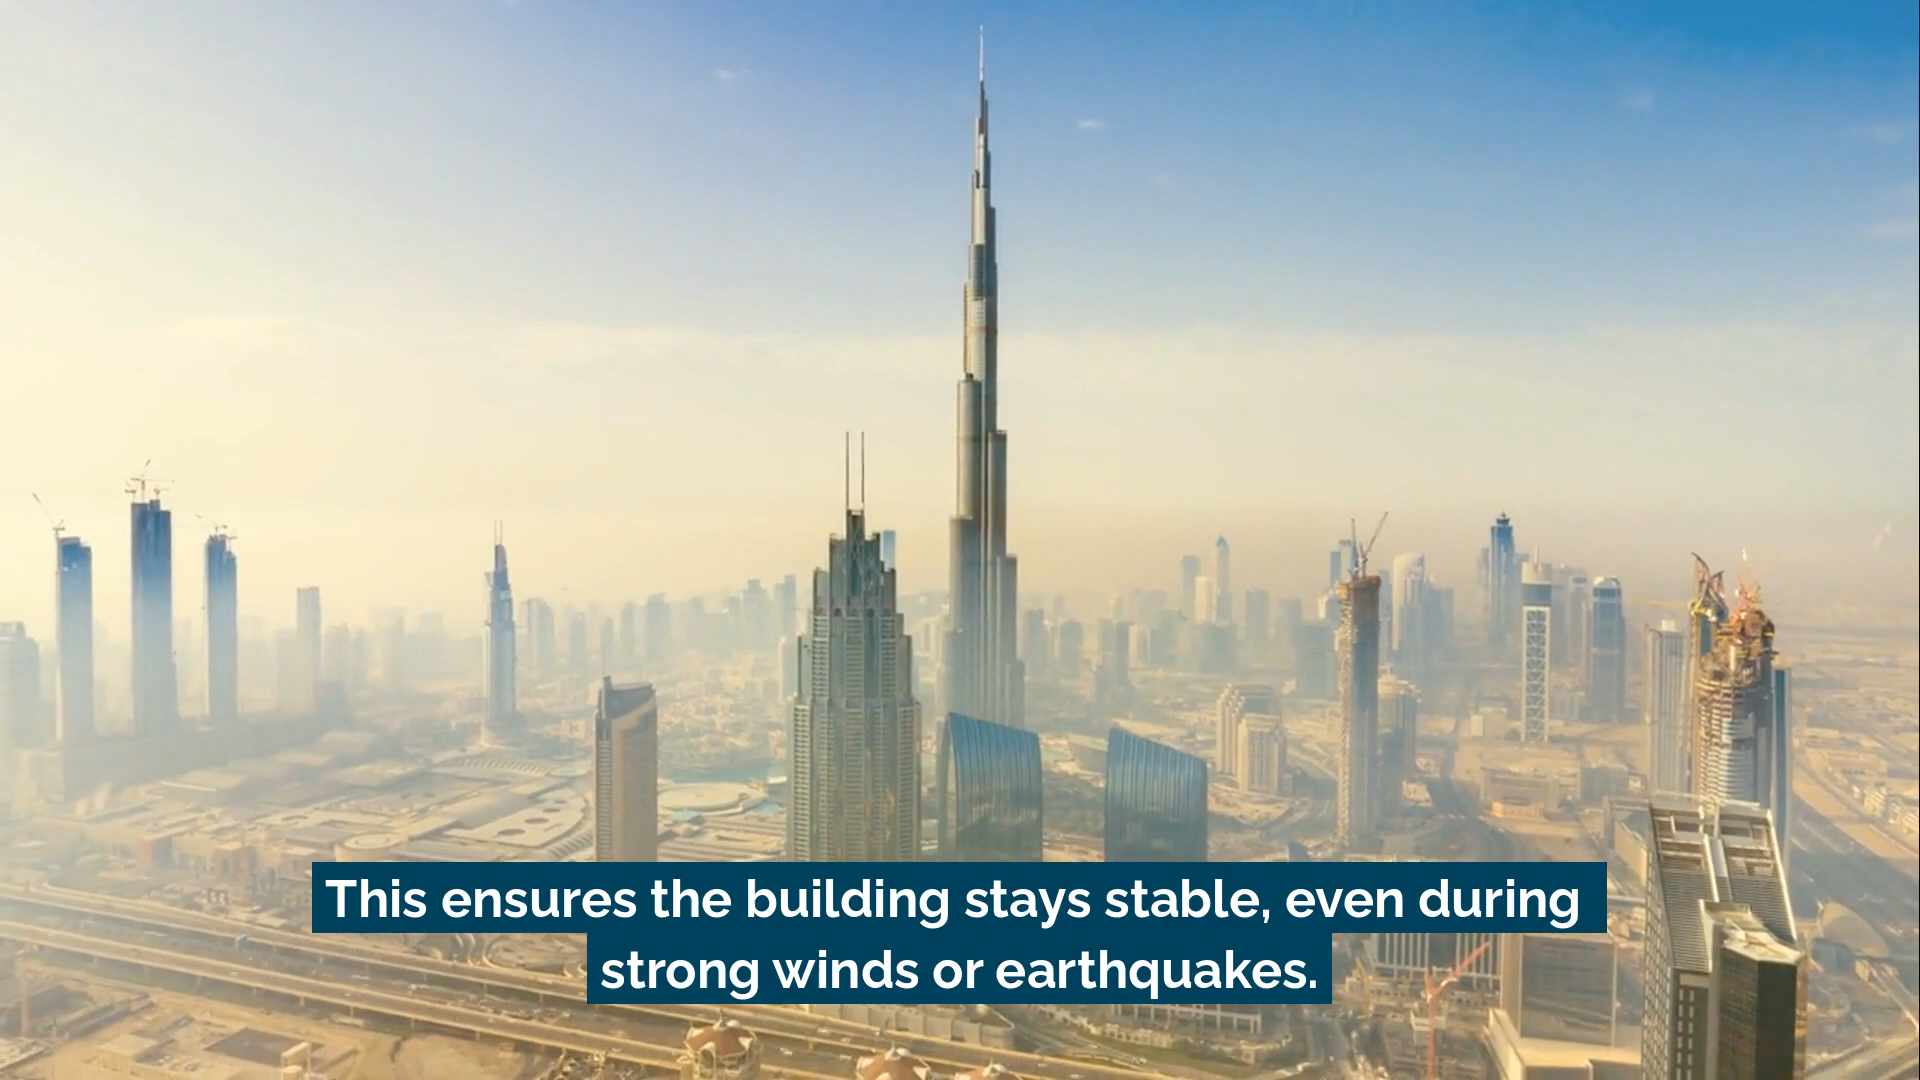 This ensures the building stays stable, even during
strong winds or earthquakes.